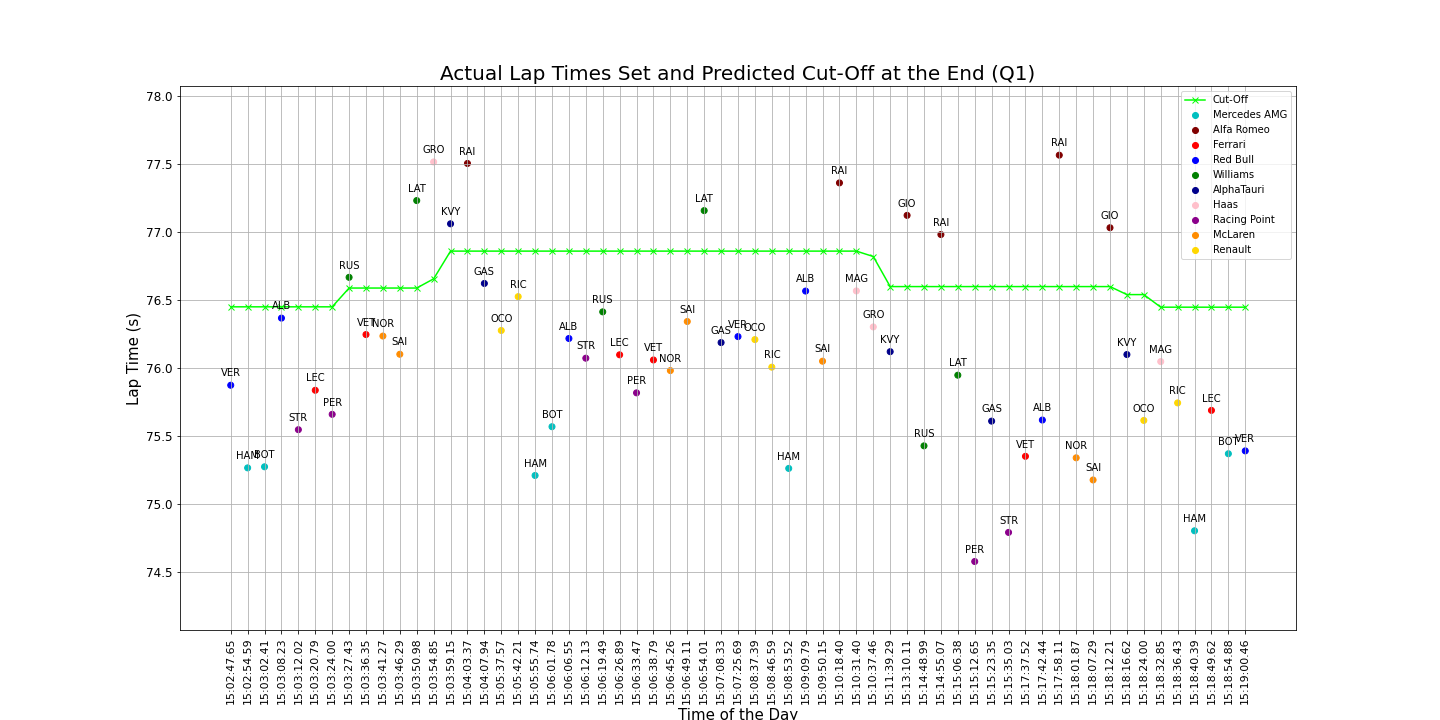 Actual Lap Times Set and Predicted Cut-Off at the End (Q1)
78.0
77.5
77.0
76.5
76.0
75.5
75.0
74.5
Lap Time (s)
Cut-Off
Mercedes AMG
Alfa Romeo
Ferrari
Red Bull
Williams
AlphaTauri
Haas
Racing Point
McLaren
Renault
VER
HAM
BOT
ALB
STR
LEC
PER
RUS
VET
NOR
SAI
LAT
GRO
KVY
RAI
GAS
OCO
RIC
HAM
BOT
ALB
STR
RUS
LEC
PER
VET
NOR
SAI
LAT
GAS
VER
OCO
RIC
HAM
ALB
SAI
RAI
MAG
GRO
KVY
GIO
RUS
RAI
LAT
PER
GAS
STR
VET
ALB
RAI
NOR
SAI
GIO
KVY
OCO
MAG
RIC
HAM
LEC
BOT
VER
15:02:47.65
15:02:54.59
15:03:02.41
15:03:08.23
15:03:12.02
15:03:20.79
15:03:24.00
15:03:27.43
15:03:36.35
15:03:41.27
15:03:46.29
15:03:50.98
15:03:54.85
15:03:59.15
15:04:03.37
15:04:07.94
15:05:37.57
15:05:42.21
15:05:55.74
15:06:01.78
15:06:06.55
15:06:12.13
15:06:19.49
15:06:26.89
15:06:33.47
15:06:38.79
15:06:45.26
15:06:49.11
15:06:54.01
15:07:08.33
15:07:25.69
15:08:37.39
15:08:46.59
15:08:53.52
15:09:09.79
15:09:50.15
15:10:18.40
15:10:31.40
15:10:37.46
15:11:39.29
15:13:10.11
15:14:48.99
15:14:55.07
15:15:06.38
15:15:12.65
15:15:23.35
15:15:35.03
15:17:37.52
15:17:42.44
15:17:58.11
15:18:01.87
15:18:07.29
15:18:12.21
15:18:16.62
15:18:24.00
15:18:32.85
15:18:36.43
15:18:40.39
15:18:49.62
15:18:54.88
15:19:00.46
Time of the Day